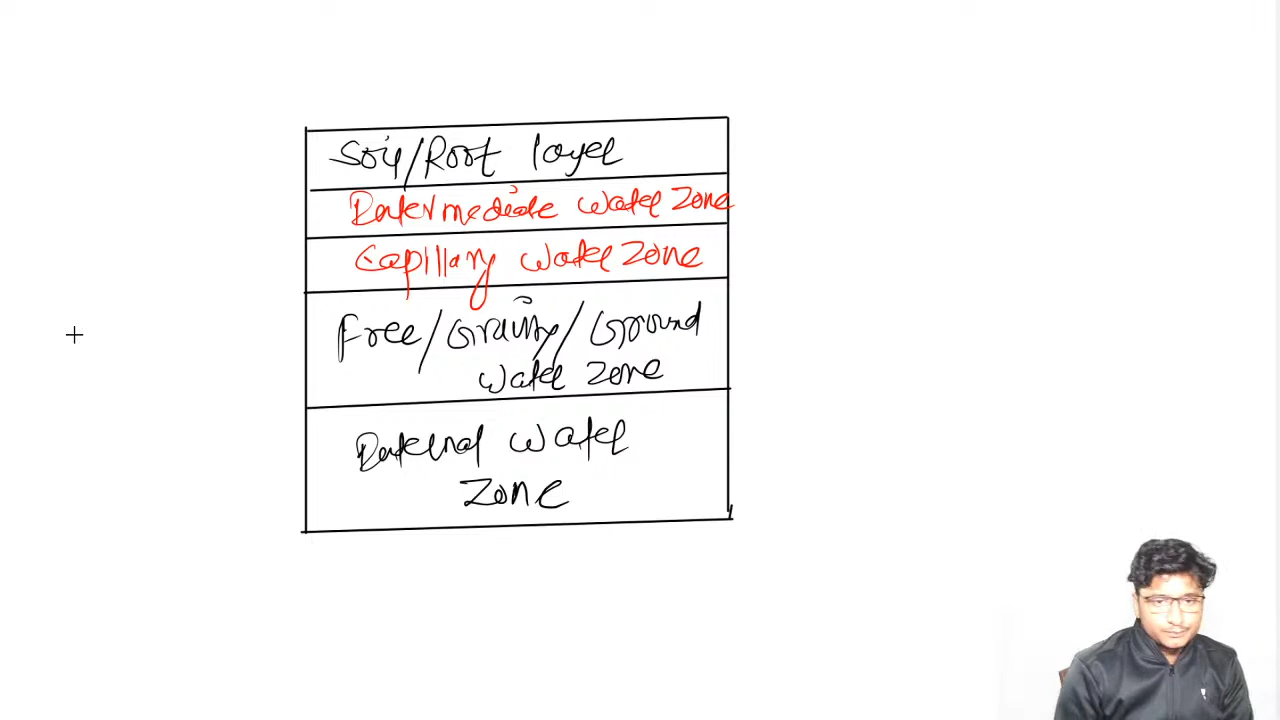 Soil/Root layer
Intermediate water zone
Capillary water zone
Free/Gravity/Ground
water zone
Internal water
zone